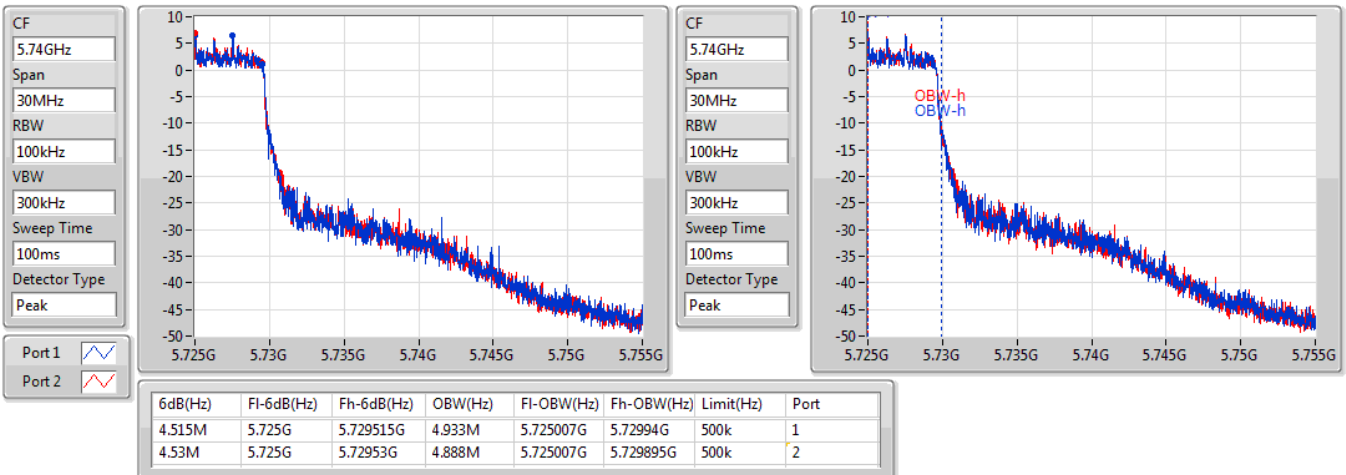 CF
5.74GHz
Span
30MHz
RBW
100kHz
VBW
300kHz
Sweep Time
100ms
Detector Type
Peak
10
5
0
-5
-10
-15
-20
-25
-30
-35
-40
-45
-50
5.725G 5.73G 5.735G 5.74G 5.745G 5.75G 5.755G
CF
5.74GHz
Span
30MHz
RBW
100kHz
VBW
300kHz
Sweep Time
100ms
Detector Type
Peak
10
5
0
-5
-10
-15
-20
-25
-30
-35
-40
-45
-50
OBW-h
OBW-h
5.725G 5.73G 5.735G 5.74G 5.745G 5.75G 5.755G
Port 1
Port 2
6dB(Hz) Fl-6dB(Hz) Fh-6dB(Hz) OBW(Hz) Fl-OBW(Hz) Fh-OBW(Hz) Limit(Hz) Port
4.515M 5.725G 5.729515G 4.933M 5.725007G 5.72994G 500k 1
4.53M 5.725G 5.72953G 4.888M 5.725007G 5.729895G 500k 2